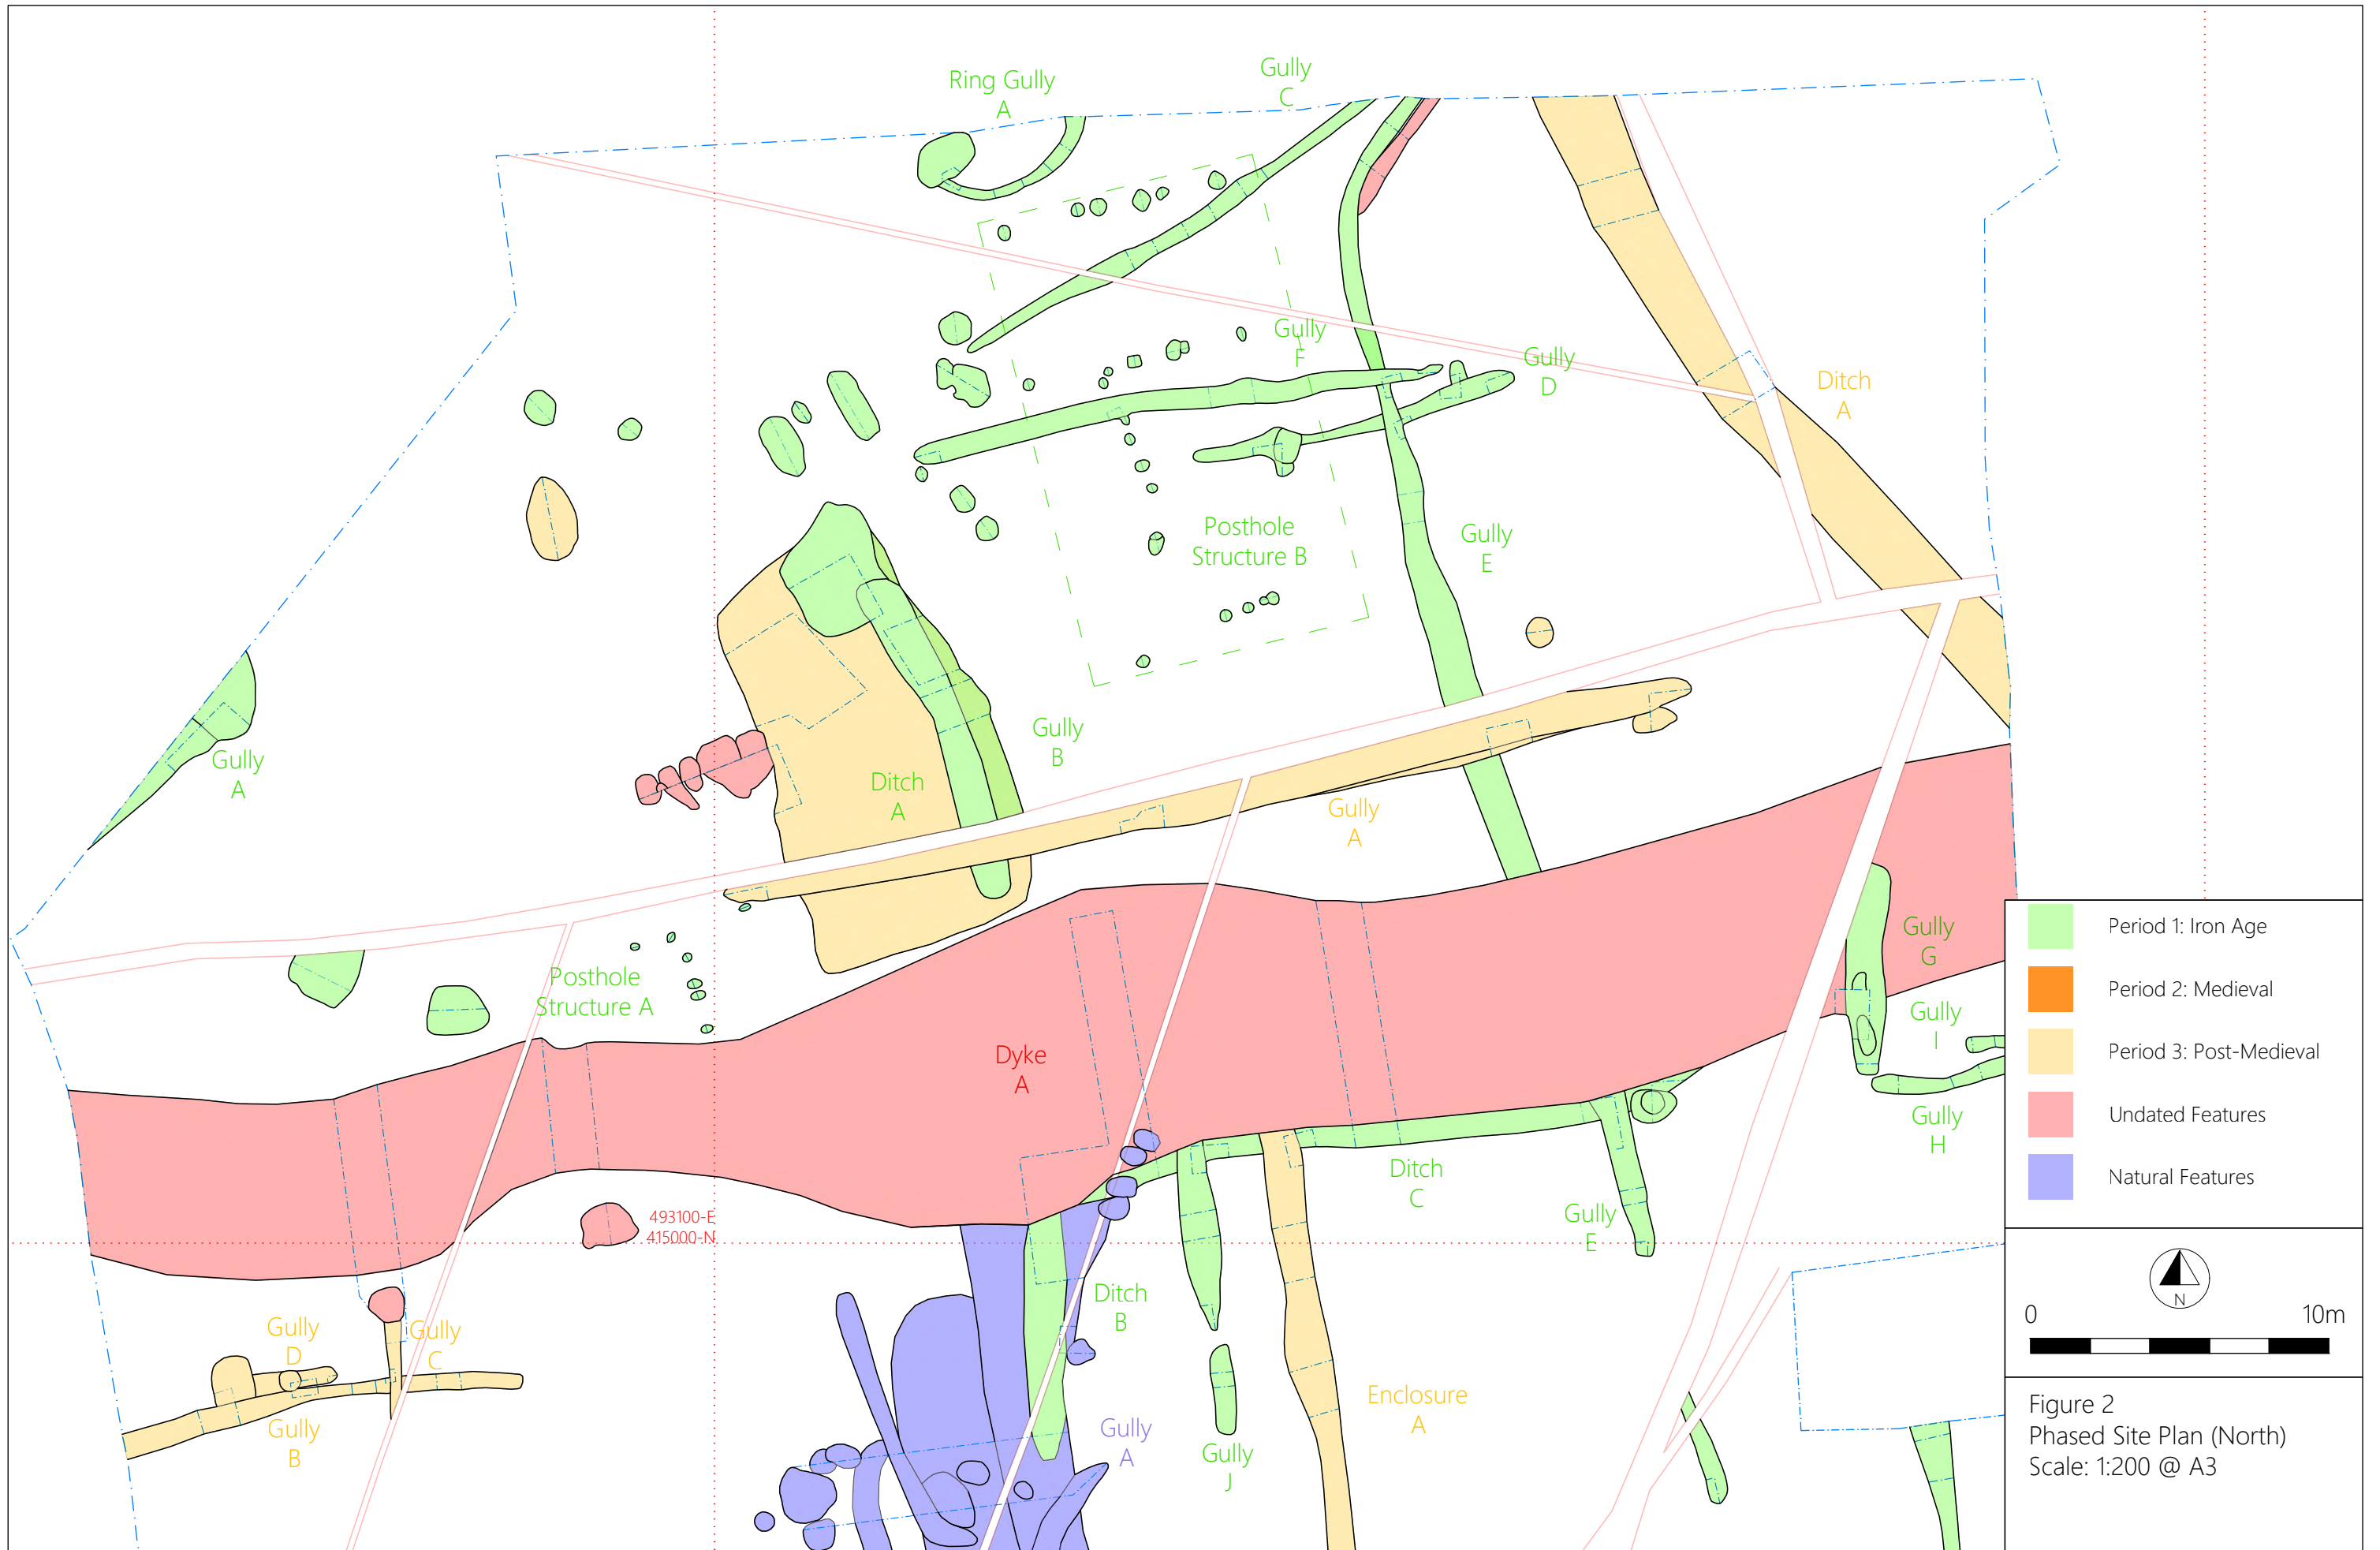 Ring Gully
A
Gully
C
Gully
F
Gully
D
Ditch
A
Posthole
Structure B
Gully
E
Gully
B
Gully
A
Ditch
A
Gully
A
Posthole
Structure A
Dyke
A
Gully
G
Gully
I
Gully
H
Ditch
C
Gully
E
493100-E
415000-N
Ditch
B
Gully
D
Gully
C
Gully
B
Enclosure
A
Gully
A
Gully
J
Period 1: Iron Age
Period 2: Medieval
Period 3: Post-Medieval
Undated Features
Natural Features
N
0 10m
Figure 2
Phased Site Plan (North)
Scale: 1:200 @ A3